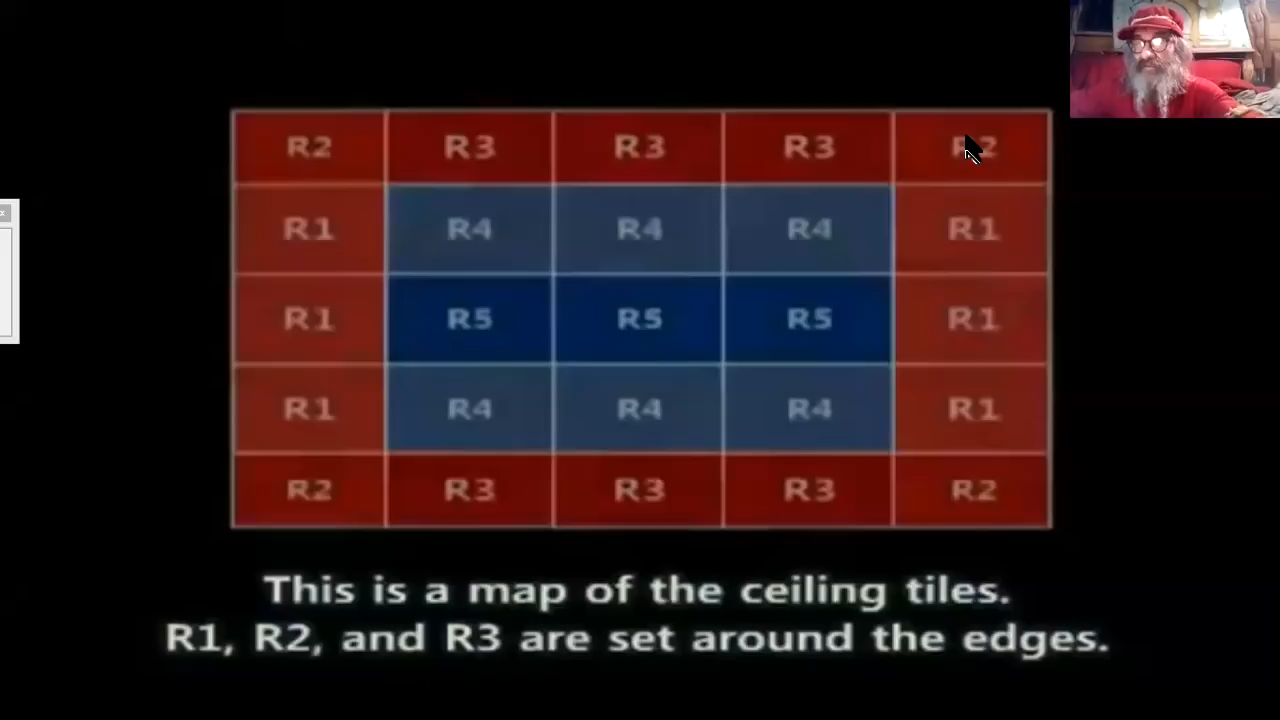 R2 R3 R3 R3 R2
R1 R4 R4 R4 R1
R1 R5 R5 R5 R1
R1 R4 R4 R4 R1
R2 R3 R3 R3 R2
This is a map of the ceiling tiles.
R1, R2, and R3 are set around the edges.